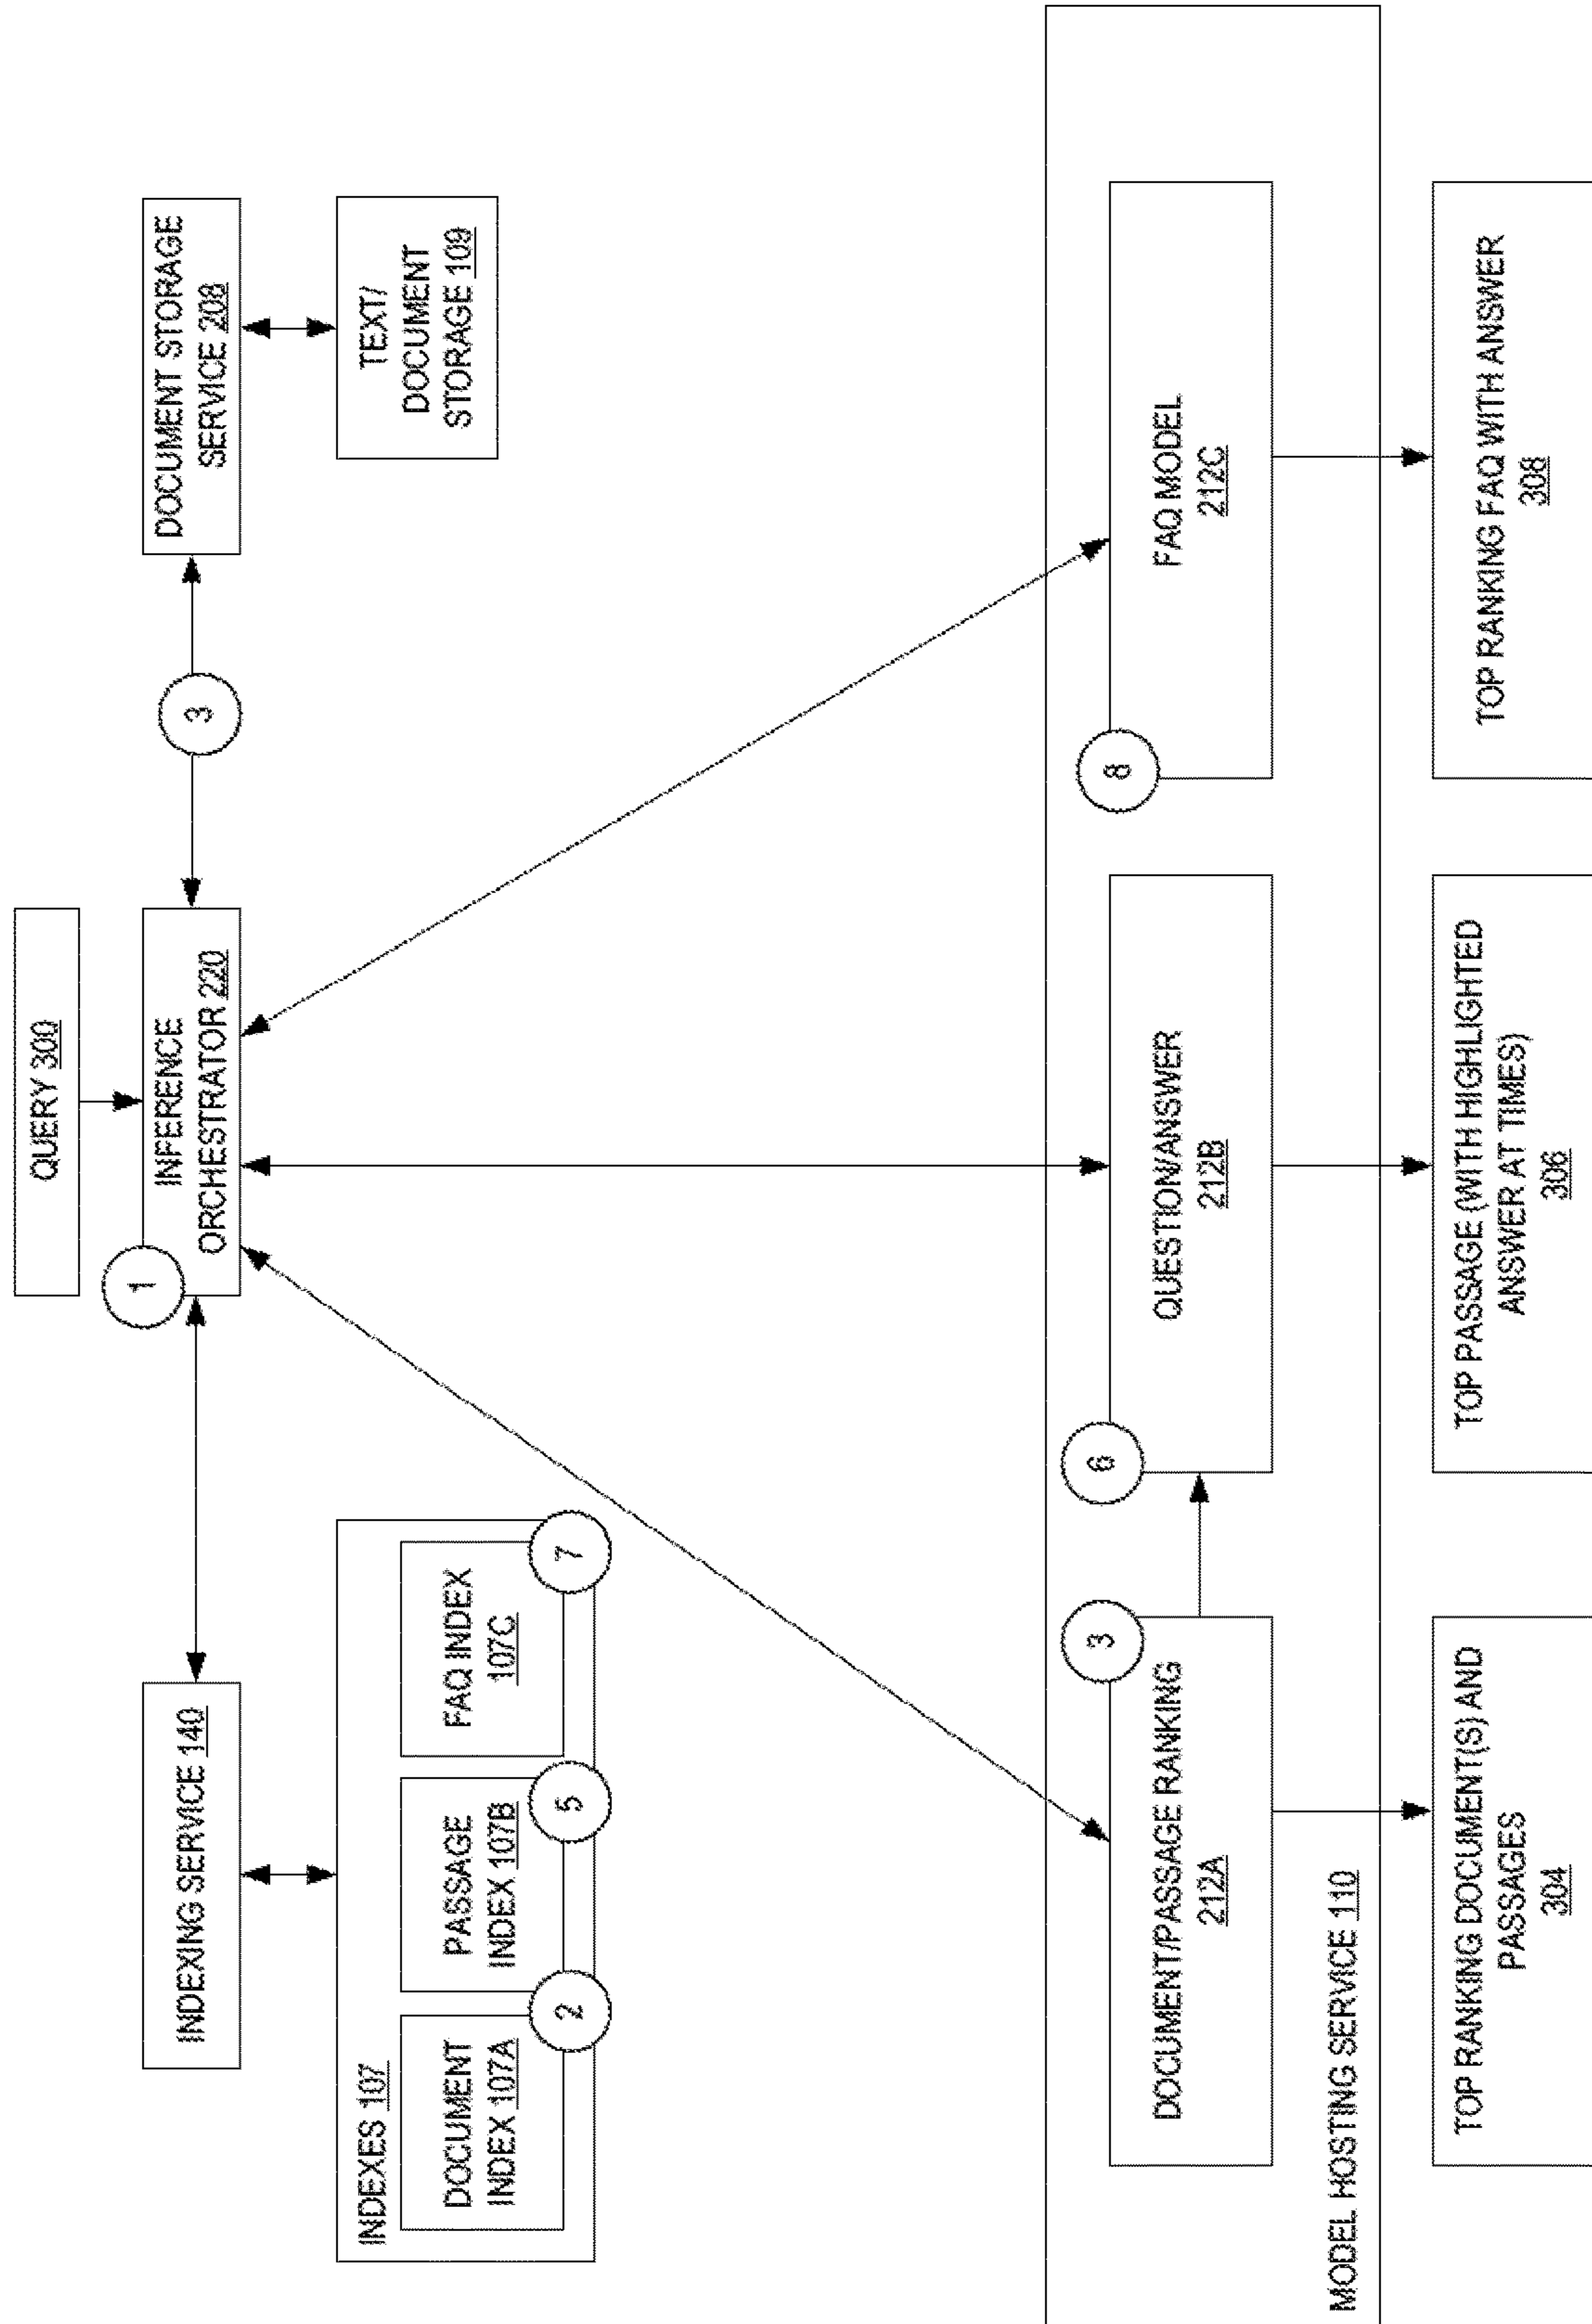 QUERY 300
1
INFERENCE
ORCHESTRATOR 220
INDEXING SERVICE 140
3
DOCUMENT STORAGE
SERVICE 208
TEXT/
DOCUMENT
STORAGE 109
INDEXES 107
DOCUMENT
INDEX 107A
2
PASSAGE
INDEX 107B
5
FAQ INDEX
107C
7
DOCUMENT/PASSAGE RANKING
212A
3
QUESTION/ANSWER
212B
6
FAQ MODEL
212C
8
MODEL HOSTING SERVICE 110
TOP RANKING DOCUMENT(S) AND
PASSAGES
304
TOP PASSAGE (WITH HIGHLIGHTED
ANSWER AT TIMES)
306
TOP RANKING FAQ WITH ANSWER
308